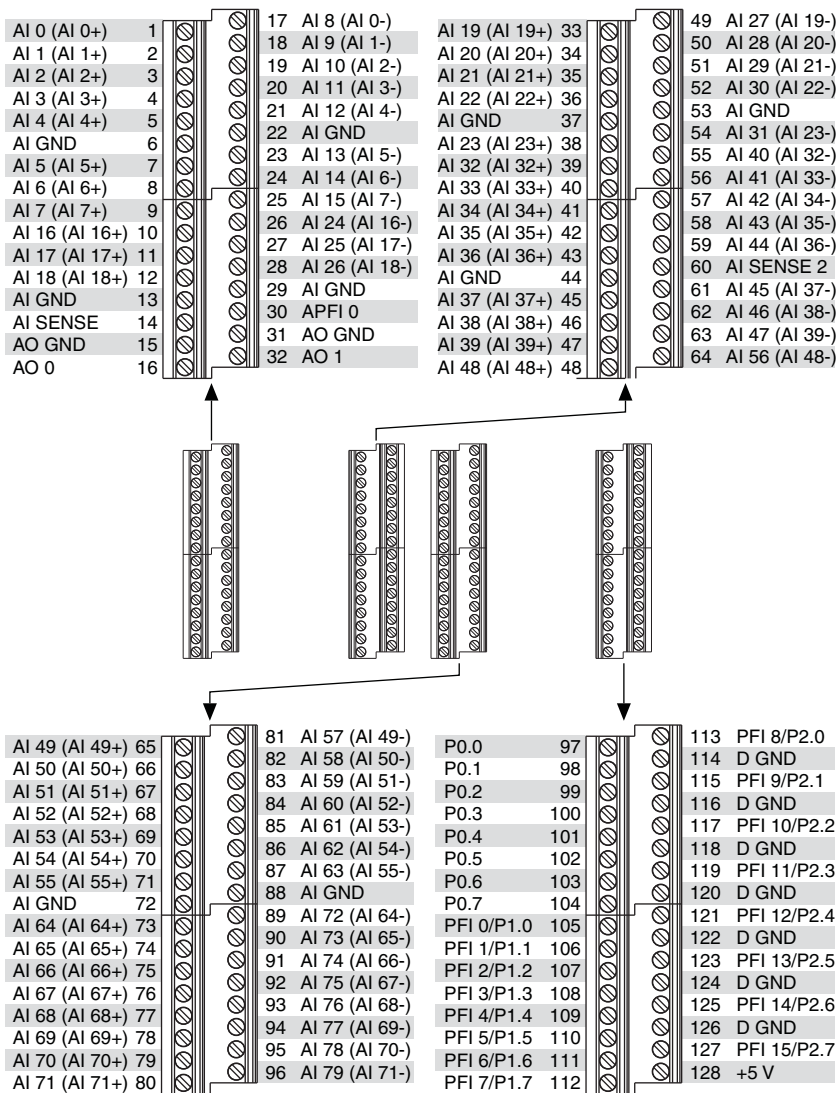 AI 0 (AI 0+) 1
AI 1 (AI 1+) 2
AI 2 (AI 2+) 3
AI 3 (AI 3+) 4
AI 4 (AI 4+) 5
AI GND 6
AI 5 (AI 5+) 7
AI 6 (AI 6+) 8
AI 7 (AI 7+) 9
AI 16 (AI 16+) 10
AI 17 (AI 17+) 11
AI 18 (AI 18+) 12
AI GND 13
AI SENSE 14
AO GND 15
AO 0 16
17 AI 8 (AI 0-)
18 AI 9 (AI 1-)
19 AI 10 (AI 2-)
20 AI 11 (AI 3-)
21 AI 12 (AI 4-)
22 AI GND
23 AI 13 (AI 5-)
24 AI 14 (AI 6-)
25 AI 15 (AI 7-)
26 AI 24 (AI 16-)
27 AI 25 (AI 17-)
28 AI 26 (AI 18-)
29 AI GND
30 APFI 0
31 AO GND
32 AO 1
AI 19 (AI 19+) 33
AI 20 (AI 20+) 34
AI 21 (AI 21+) 35
AI 22 (AI 22+) 36
AI GND 37
AI 23 (AI 23+) 38
AI 32 (AI 32+) 39
AI 33 (AI 33+) 40
AI 34 (AI 34+) 41
AI 35 (AI 35+) 42
AI 36 (AI 36+) 43
AI GND 44
AI 37 (AI 37+) 45
AI 38 (AI 38+) 46
AI 39 (AI 39+) 47
AI 48 (AI 48+) 48
49 AI 27 (AI 19-)
50 AI 28 (AI 20-)
51 AI 29 (AI 21-)
52 AI 30 (AI 22-)
53 AI GND
54 AI 31 (AI 23-)
55 AI 40 (AI 32-)
56 AI 41 (AI 33-)
57 AI 42 (AI 34-)
58 AI 43 (AI 35-)
59 AI 44 (AI 36-)
60 AI SENSE 2
61 AI 45 (AI 37-)
62 AI 46 (AI 38-)
63 AI 47 (AI 39-)
64 AI 56 (AI 48-)
AI 49 (AI 49+) 65
AI 50 (AI 50+) 66
AI 51 (AI 51+) 67
AI 52 (AI 52+) 68
AI 53 (AI 53+) 69
AI 54 (AI 54+) 70
AI 55 (AI 55+) 71
AI GND 72
AI 64 (AI 64+) 73
AI 65 (AI 65+) 74
AI 66 (AI 66+) 75
AI 67 (AI 67+) 76
AI 68 (AI 68+) 77
AI 69 (AI 69+) 78
AI 70 (AI 70+) 79
AI 71 (AI 71+) 80
81 AI 57 (AI 49-)
82 AI 58 (AI 50-)
83 AI 59 (AI 51-)
84 AI 60 (AI 52-)
85 AI 61 (AI 53-)
86 AI 62 (AI 54-)
87 AI 63 (AI 55-)
88 AI GND
89 AI 72 (AI 64-)
90 AI 73 (AI 65-)
91 AI 74 (AI 66-)
92 AI 75 (AI 67-)
93 AI 76 (AI 68-)
94 AI 77 (AI 69-)
95 AI 78 (AI 70-)
96 AI 79 (AI 71-)
P0.0 97
P0.1 98
P0.2 99
P0.3 100
P0.4 101
P0.5 102
P0.6 103
P0.7 104
PFI 0/P1.0 105
PFI 1/P1.1 106
PFI 2/P1.2 107
PFI 3/P1.3 108
PFI 4/P1.4 109
PFI 5/P1.5 110
PFI 6/P1.6 111
PFI 7/P1.7 112
113 PFI 8/P2.0
114 D GND
115 PFI 9/P2.1
116 D GND
117 PFI 10/P2.2
118 D GND
119 PFI 11/P2.3
120 D GND
121 PFI 12/P2.4
122 D GND
123 PFI 13/P2.5
124 D GND
125 PFI 14/P2.6
126 D GND
127 PFI 15/P2.7
128 +5 V